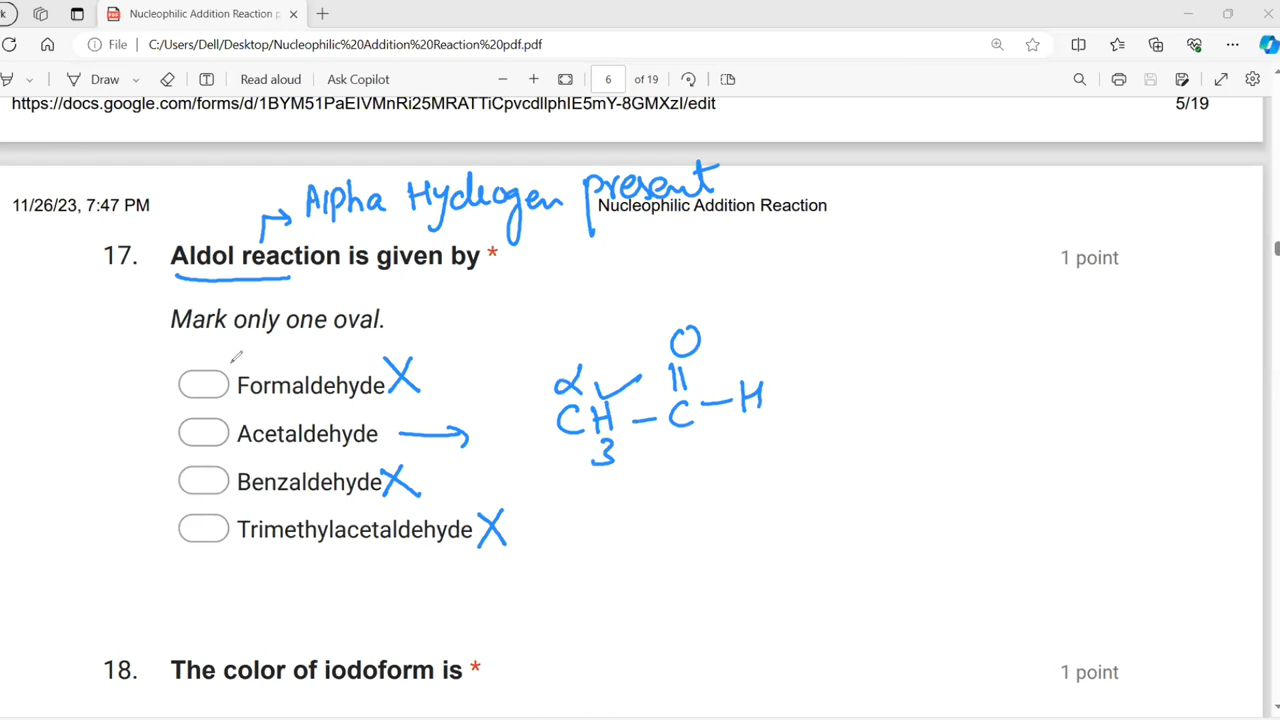 Nucleophilic Addition Reaction p
File
C:/Users/Dell/Desktop/Nucleophilic%20Addition%20Reaction%20pdf.pdf
Draw
Read aloud
Ask Copilot
6
of 19
https://docs.google.com/forms/d/1BYM51PaEIVMnRi25MRATTiCpvcdlIphIE5mY-8GMXzI/edit
5/19
Alpha Hydrogen present
11/26/23, 7:47 PM
Nucleophilic Addition Reaction
17. Aldol reaction is given by *
1 point
Mark only one oval.
Formaldehyde X
Acetaldehyde
Benzaldehyde X
Trimethylacetaldehyde X
O
α
CH3 – C – H
18. The color of iodoform is *
1 point